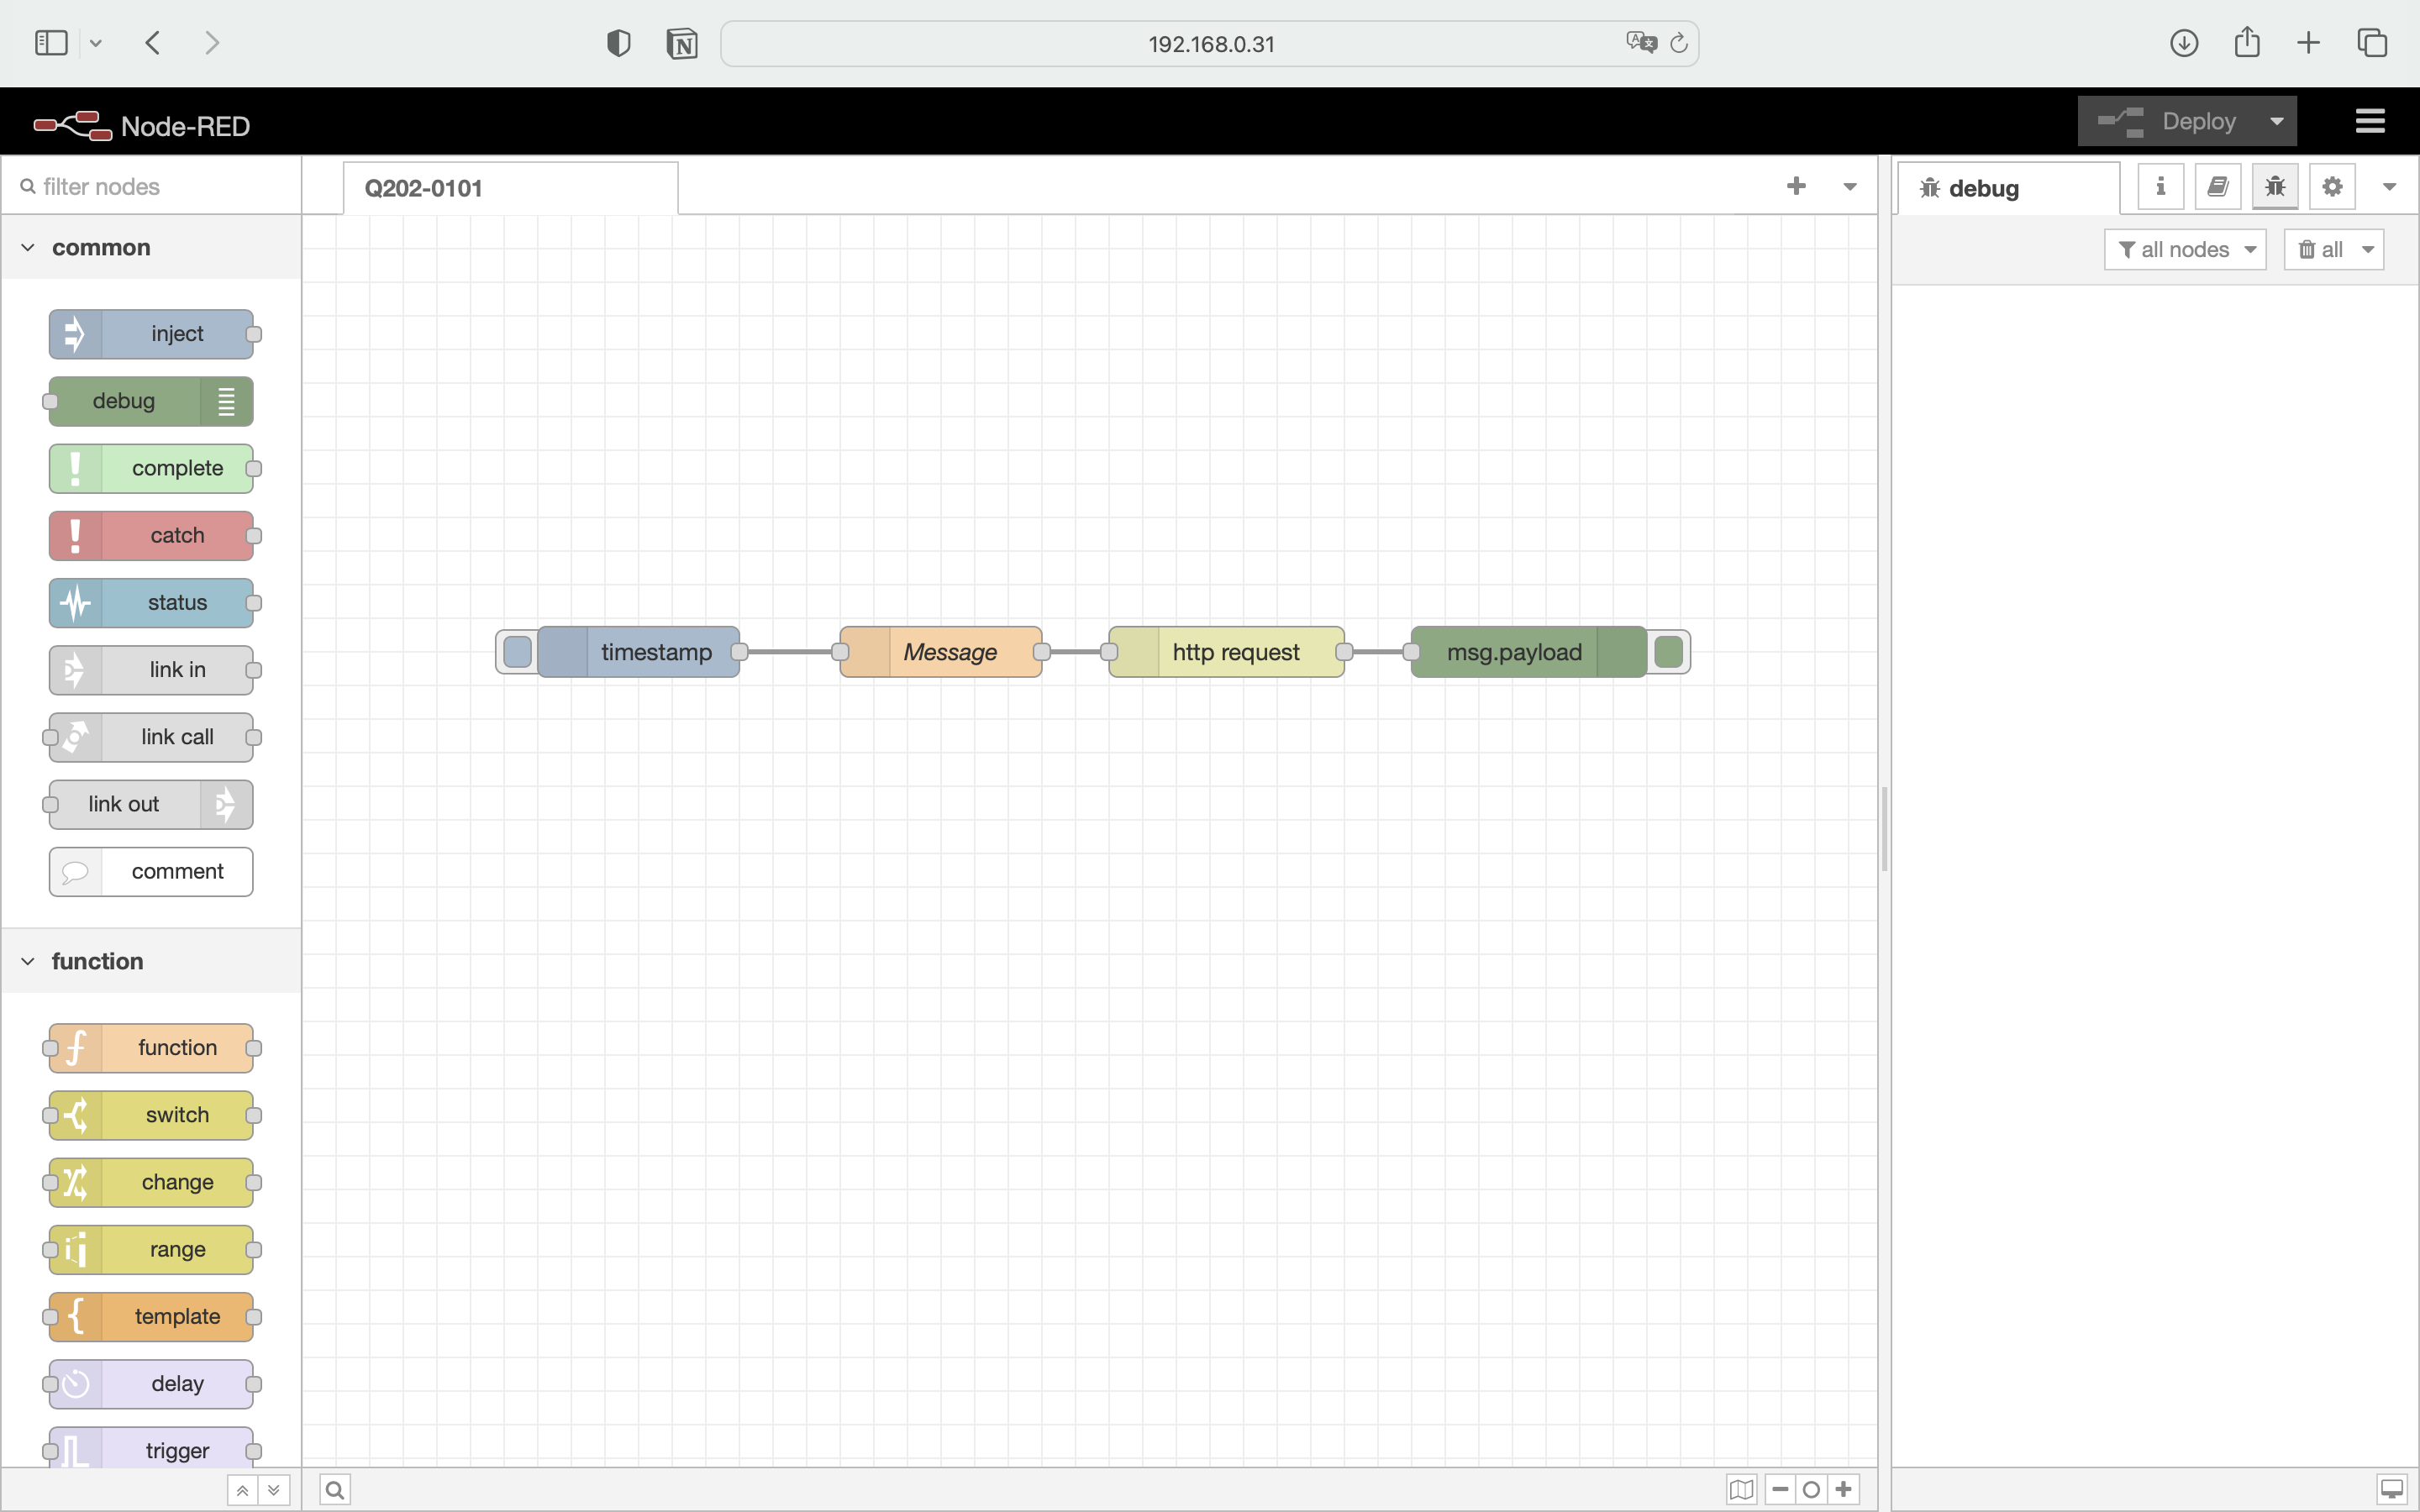 192.168.0.31
Node-RED
Deploy
filter nodes
Q202-0101
debug
all nodes
all
common
inject
debug
complete
catch
status
link in
link call
link out
comment
function
function
switch
change
range
template
delay
trigger
timestamp
Message
http request
msg.payload